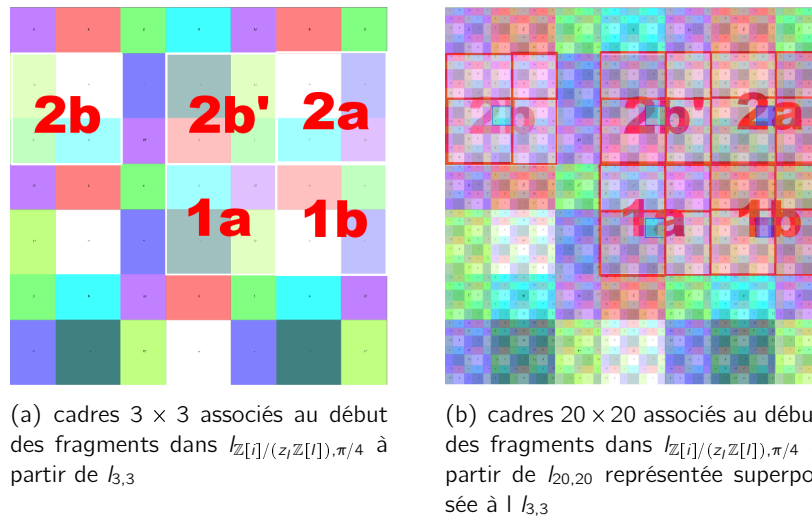 2b 2b' 2a
1a 1b
2b 2b' 2a
1a 1b
(a) cadres 3 × 3 associés au début
des fragments dans I_{ℤ[i]/(z_Iℤ[I]),π/4} à
partir de I_{3,3}
(b) cadres 20 × 20 associés au débu
des fragments dans I_{ℤ[i]/(z_Iℤ[I]),π/4}
partir de I_{20,20} représentée superpo-
sée à l I_{3,3}